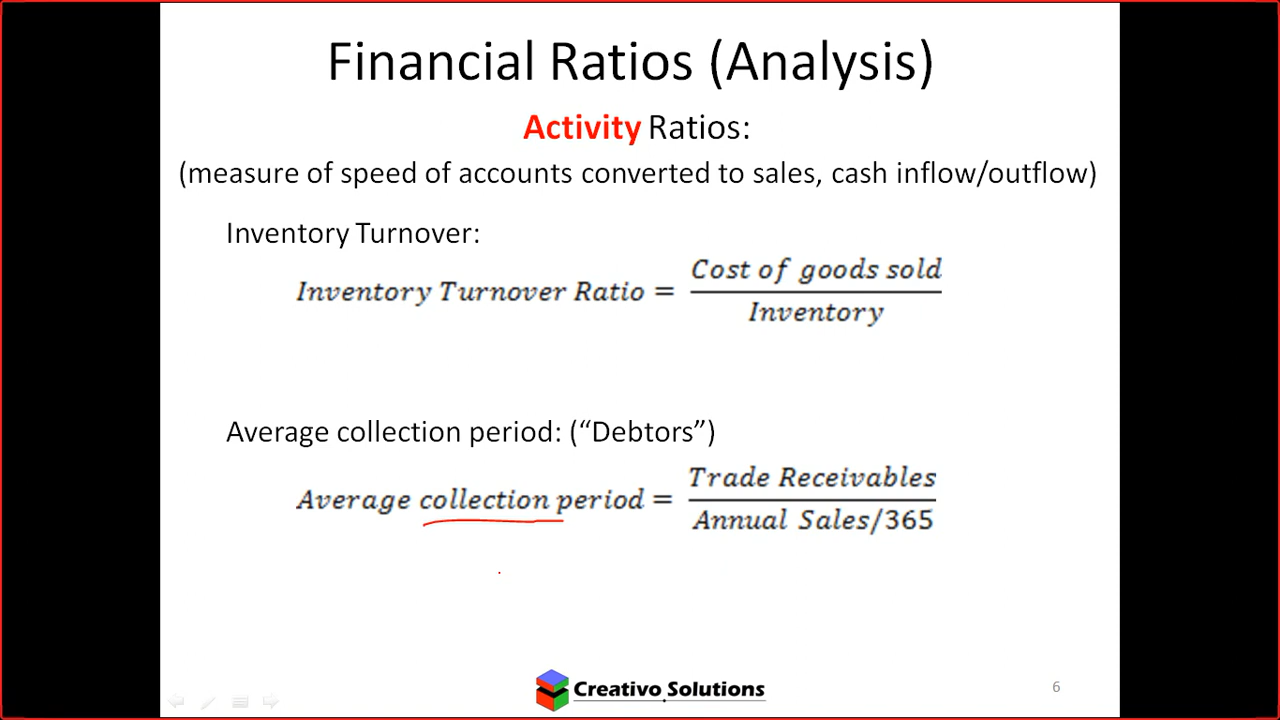 Financial Ratios (Analysis)
Activity Ratios:
(measure of speed of accounts converted to sales, cash inflow/outflow)
Inventory Turnover:
Inventory Turnover Ratio = Cost of goods sold
Inventory
Average collection period: (“Debtors”)
Average collection period = Trade Receivables
Annual Sales/365
Creativo Solutions
6